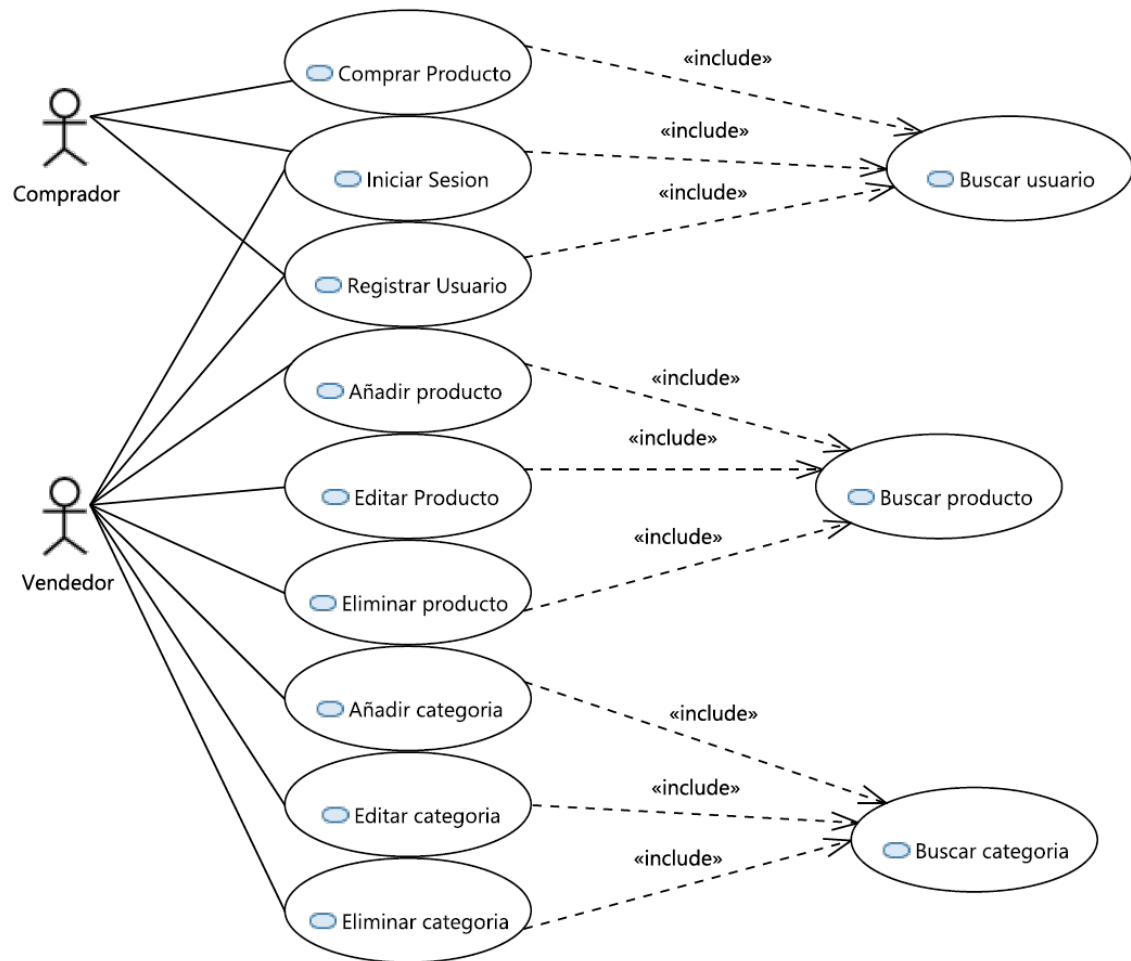 Comprar Producto
«include»
Comprador
Iniciar Sesion
«include»
Buscar usuario
Registrar Usuario
«include»
Añadir producto
«include»
Vendedor
Editar Producto
«include»
Buscar producto
Eliminar producto
«include»
Añadir categoria
«include»
Editar categoria
«include»
Buscar categoria
Eliminar categoria
«include»